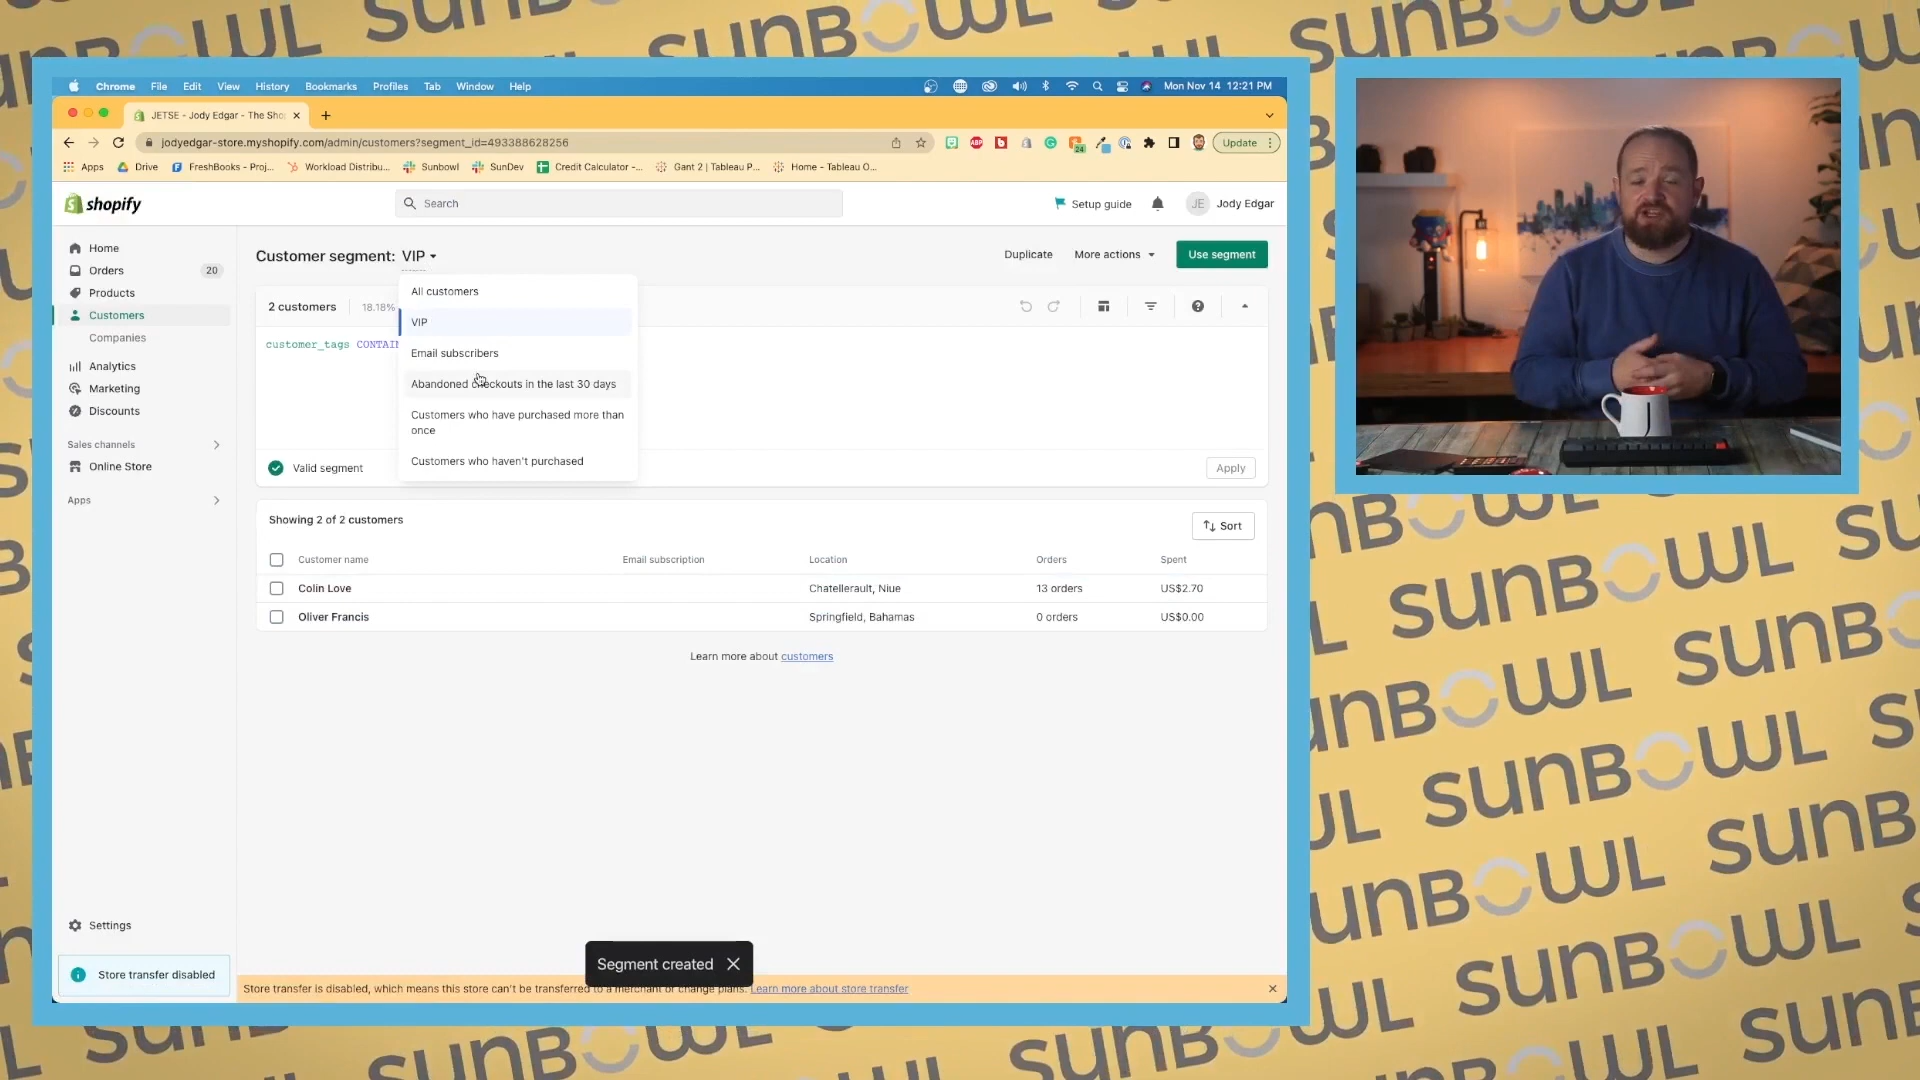 SUNBOWL
Chrome File Edit View History Bookmarks Profiles Tab Window Help Mon Nov 14 12:21 PM
JETSE - Jody Edgar - The Sho
jodyedgar-store.myshopify.com/admin/customers?segment_id=493388628256 Update
Apps Drive FreshBooks - Proj... Workload Distribu... Sunbowl SunDev Credit Calculator -... Gant 2 | Tableau P... Home - Tableau O...
shopify Search Setup guide JE Jody Edgar
Home
Orders 20
Products
Customers
Companies
Analytics
Marketing
Discounts
Sales channels
Online Store
Apps
Settings
Store transfer disabled
Customer segment: VIP Duplicate More actions Use segment
2 customers 18.18%
customer_tags CONTAIN
All customers
VIP
Email subscribers
Abandoned checkouts in the last 30 days
Customers who have purchased more than
once
Customers who haven't purchased
Valid segment Apply
Showing 2 of 2 customers Sort
Customer name Email subscription Location Orders Spent
Colin Love Chatellerault, Niue 13 orders US$2.70
Oliver Francis Springfield, Bahamas 0 orders US$0.00
Learn more about customers
Segment created
Store transfer is disabled, which means this store can't be transferred to a merchant or change plans. Learn more about store transfer